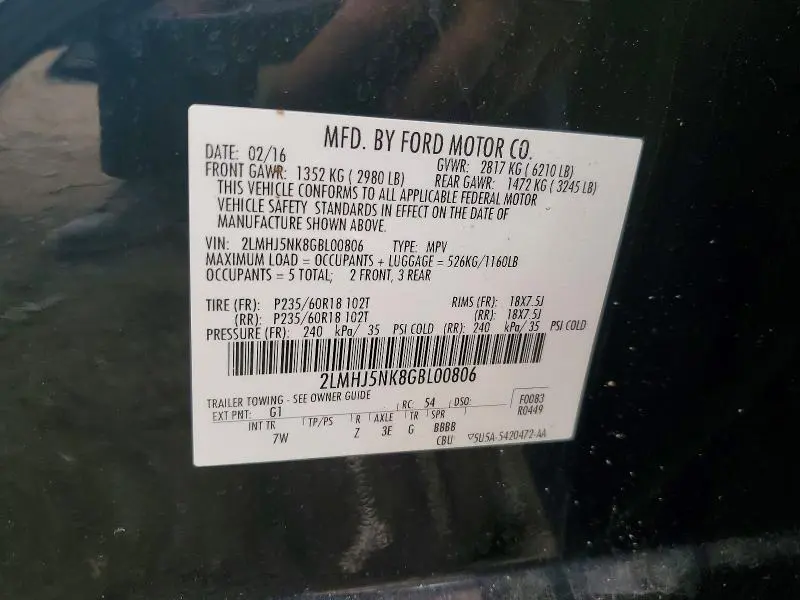 MFD. BY FORD MOTOR CO.
DATE: 02/16 GVWR: 2817 KG ( 6210 LB)
FRONT GAWR: 1352 KG ( 2980 LB) REAR GAWR: 1472 KG ( 3245 LB)
THIS VEHICLE CONFORMS TO ALL APPLICABLE FEDERAL MOTOR
VEHICLE SAFETY STANDARDS IN EFFECT ON THE DATE OF
MANUFACTURE SHOWN ABOVE.
VIN: 2LMHJ5NK8GBL00806 TYPE: MPV
MAXIMUM LOAD = OCCUPANTS + LUGGAGE = 526KG/1160LB
OCCUPANTS = 5 TOTAL; 2 FRONT, 3 REAR
TIRE (FR): P235/60R18 102T RIMS (FR): 18X7.5J
(RR): P235/60R18 102T (RR): 18X7.5J
PRESSURE (FR): 240 kPa/ 35 PSI COLD (RR): 240 kPa/ 35 PSI COLD
2LMHJ5NK8GBL00806
TRAILER TOWING - SEE OWNER GUIDE
EXT PNT: G1 RC: 54 DSO: F0083
R0449
INT TR TP/PS R AXLE TR SPR
7W Z 3E G BBBB
CBU 5U5A-5420472-AA